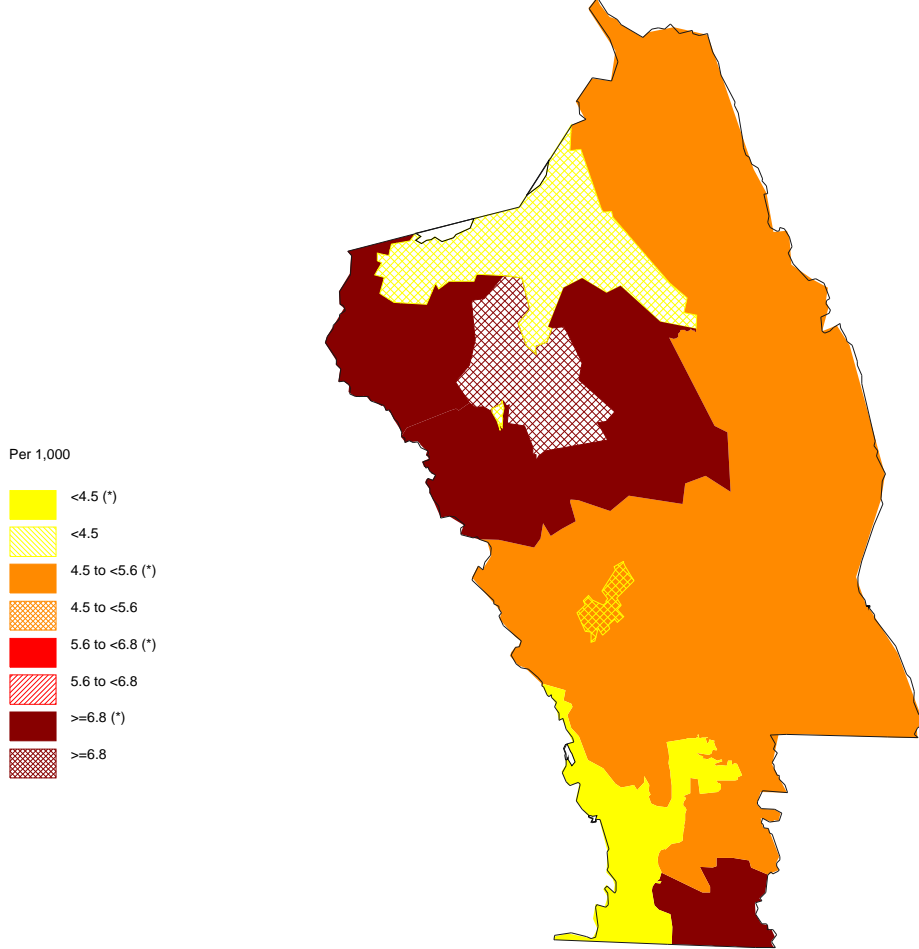 Per 1,000
<4.5 (*)
<4.5
4.5 to <5.6 (*)
4.5 to <5.6
5.6 to <6.8 (*)
5.6 to <6.8
>=6.8 (*)
>=6.8